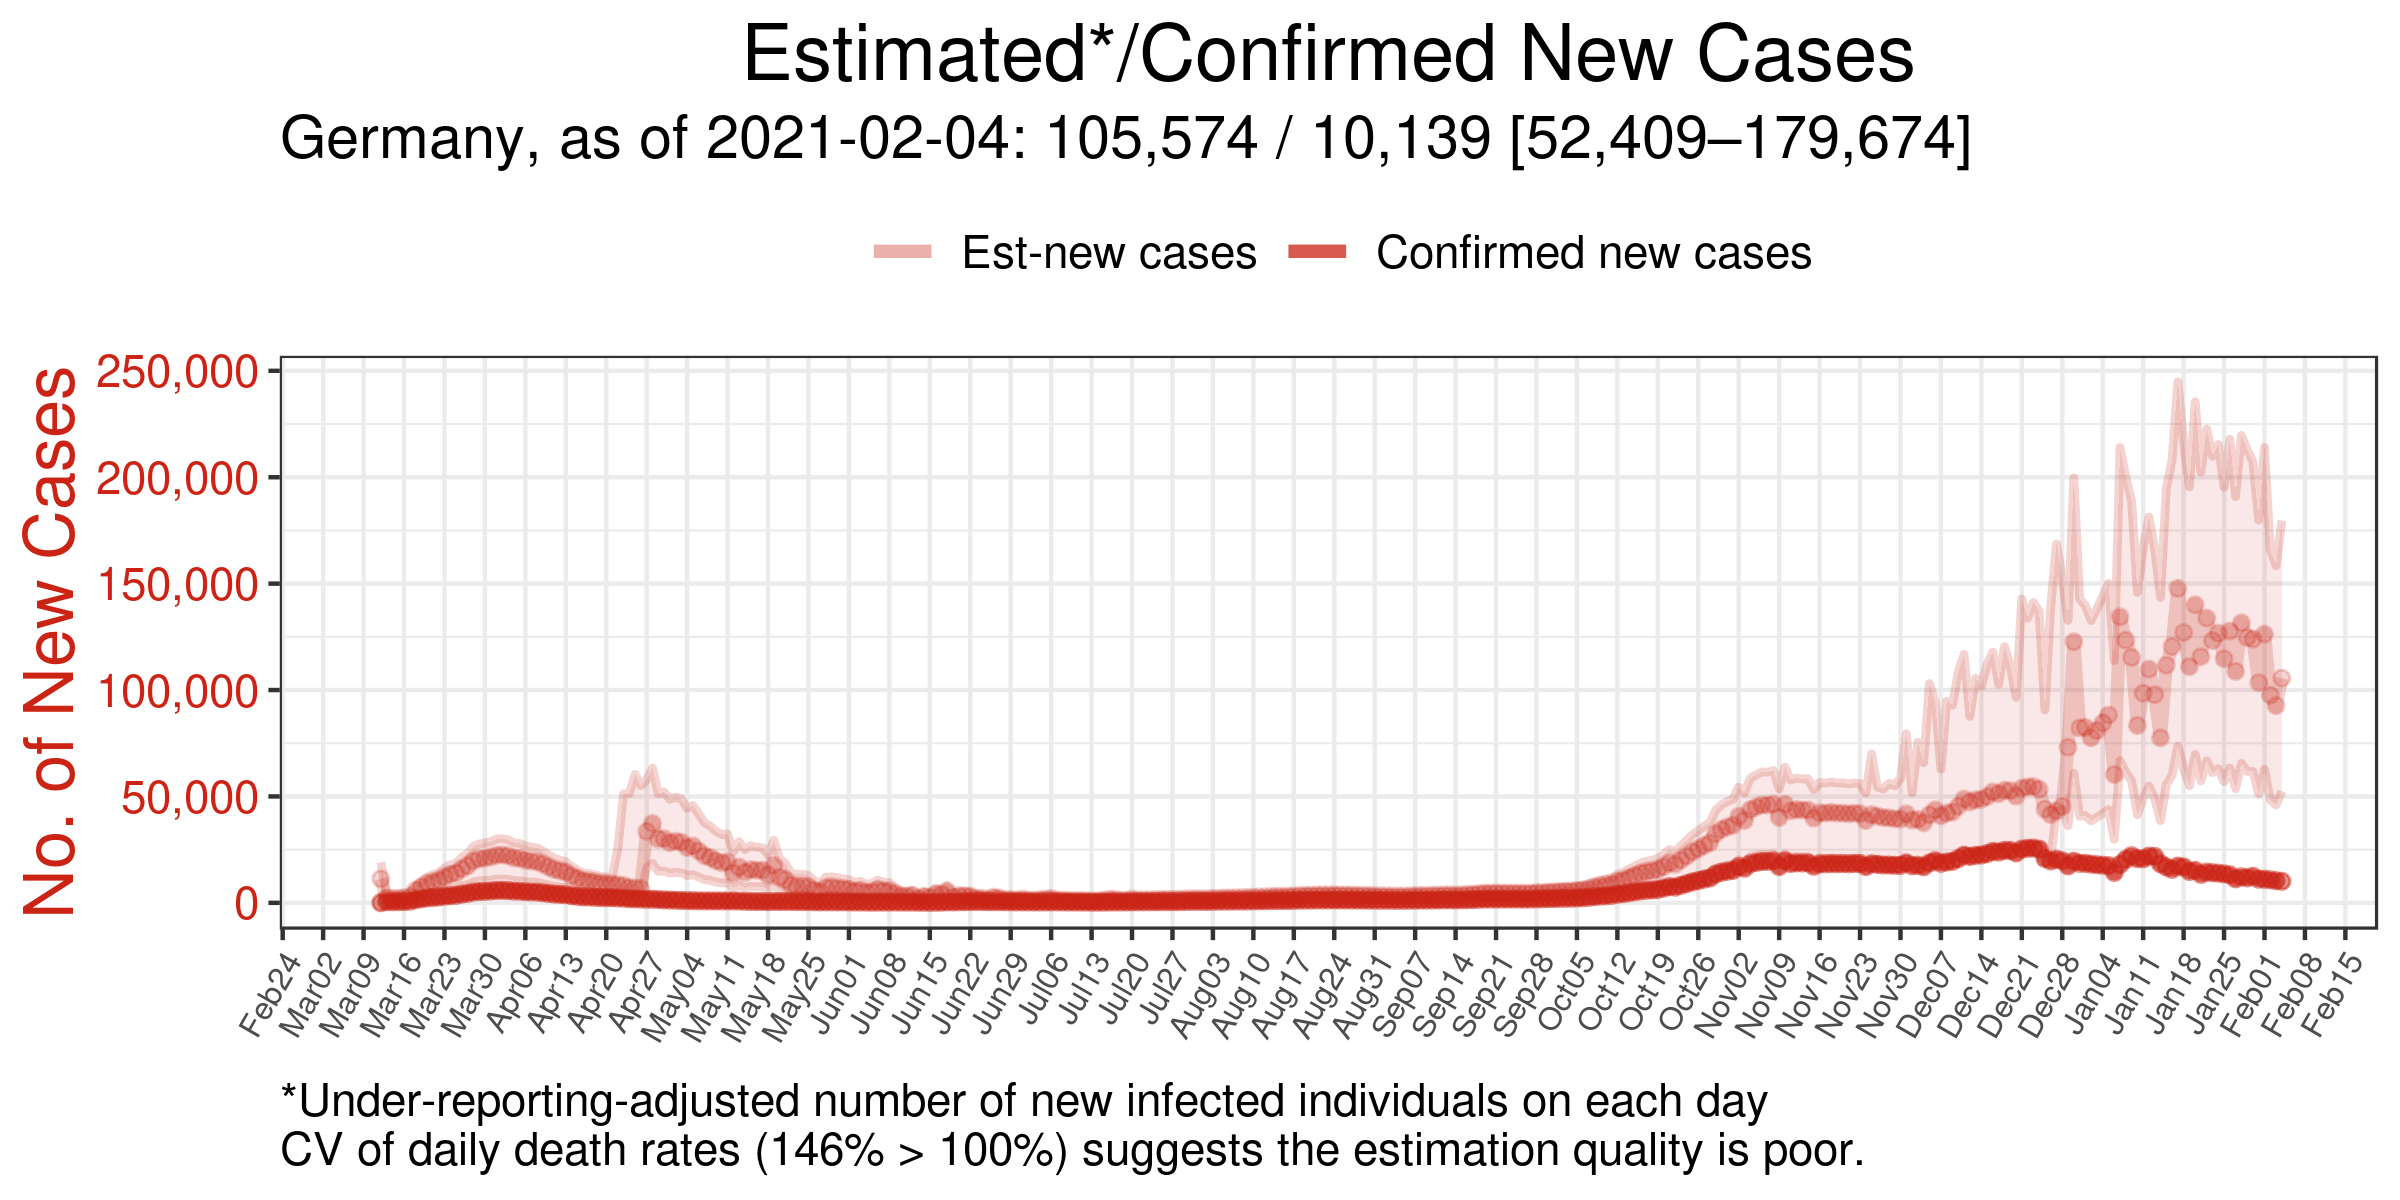 Estimated*/Confirmed New Cases
Germany, as of 2021-02-04: 105,574 / 10,139 [52,409–179,674]
Est-new cases
Confirmed new cases
No. of New Cases
250,000
200,000
150,000
100,000
50,000
0
Feb24
Mar02
Mar09
Mar16
Mar23
Mar30
Apr06
Apr13
Apr20
Apr27
May04
May11
May18
May25
Jun01
Jun08
Jun15
Jun22
Jun29
Jul06
Jul13
Jul20
Jul27
Aug03
Aug10
Aug17
Aug24
Aug31
Sep07
Sep14
Sep21
Sep28
Oct05
Oct12
Oct19
Oct26
Nov02
Nov09
Nov16
Nov23
Nov30
Dec07
Dec14
Dec21
Dec28
Jan04
Jan11
Jan18
Jan25
Feb01
Feb08
Feb15
*Under-reporting-adjusted number of new infected individuals on each day
CV of daily death rates (146% > 100%) suggests the estimation quality is poor.